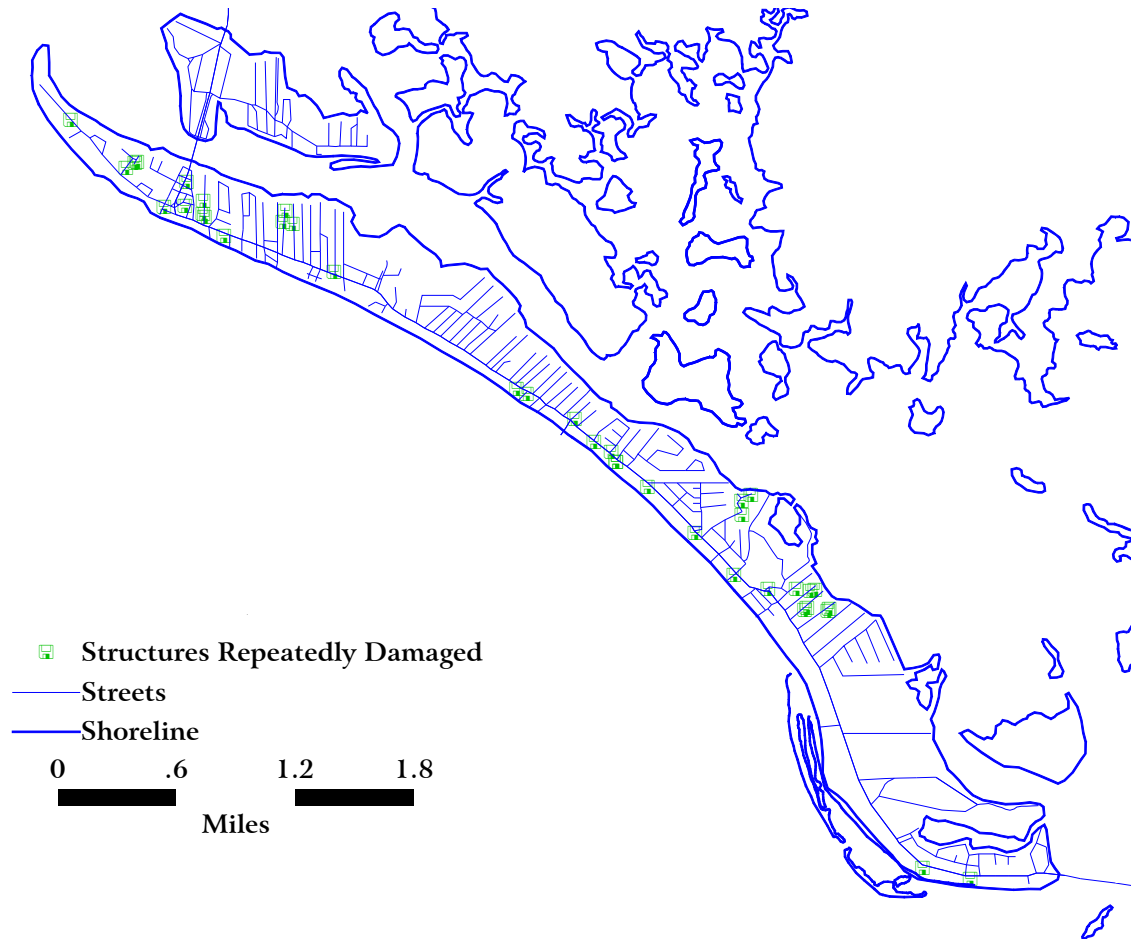 Structures Repeatedly Damaged
Streets
Shoreline
0 .6 1.2 1.8
Miles